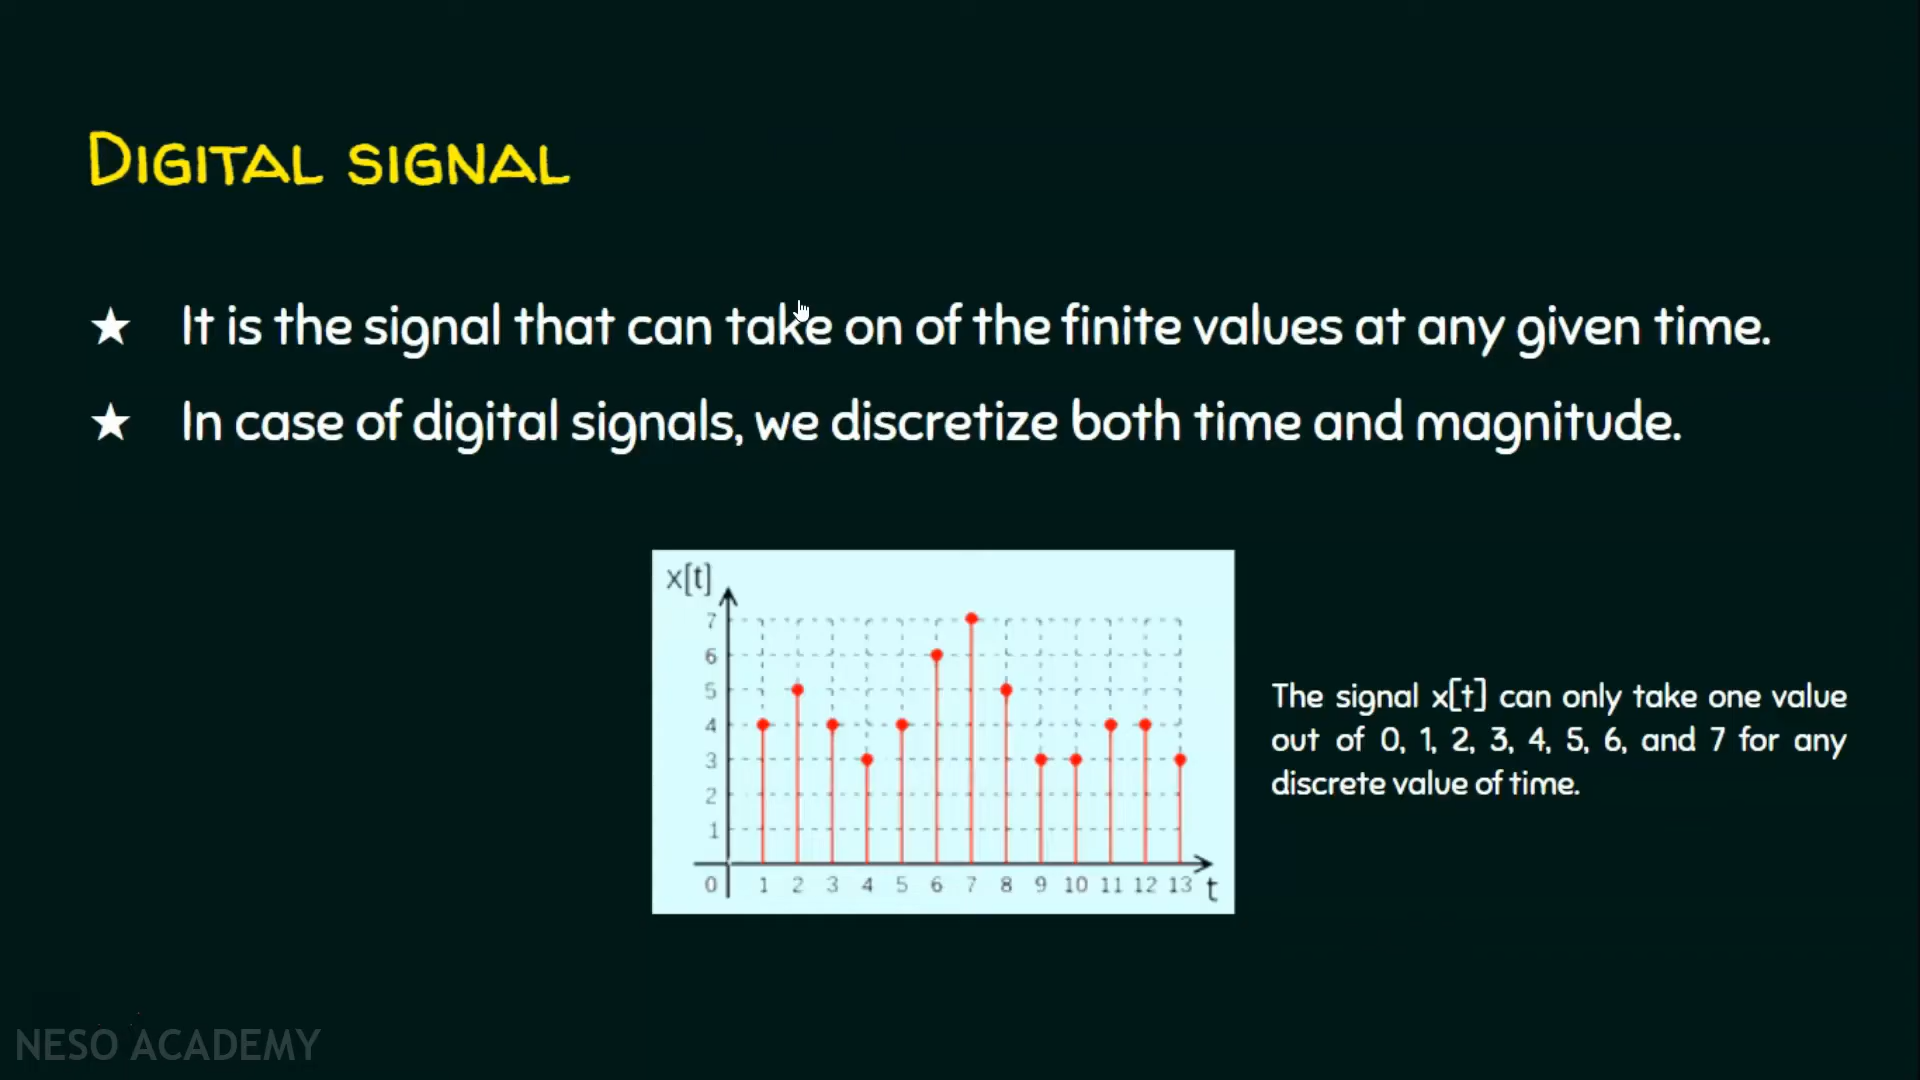 DIGITAL SIGNAL
★ It is the signal that can take on of the finite values at any given time.
★ In case of digital signals, we discretize both time and magnitude.
x[t]
7
6
5
4
3
2
1
0 1 2 3 4 5 6 7 8 9 10 11 12 13 t
The signal x[t] can only take one value
out of 0, 1, 2, 3, 4, 5, 6, and 7 for any
discrete value of time.
NESO ACADEMY